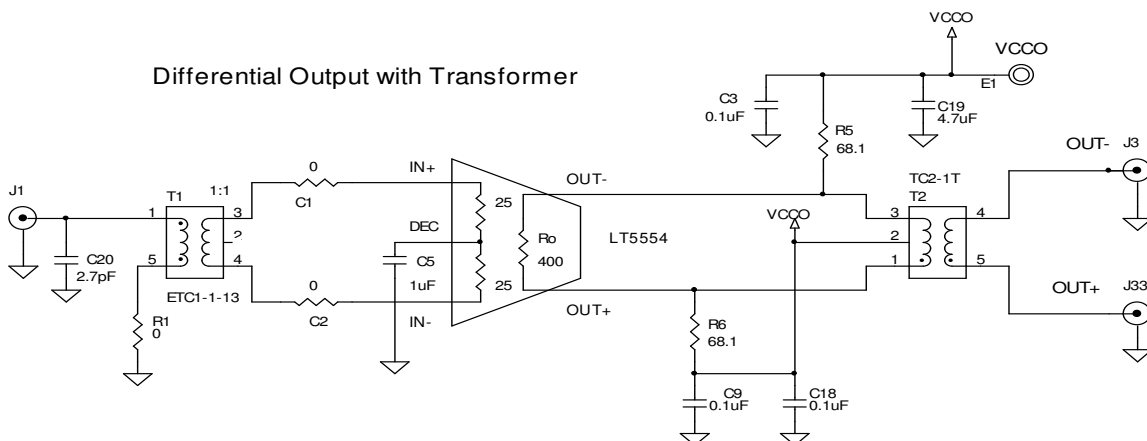 Differential Output with Transformer
VCCO
VCCO
E1
C3
0.1uF
C19
4.7uF
R5
68.1
OUT-
J3
J1
T1
1:1
1
3
2
5
4
ETC1-1-13
C20
2.7pF
R1
0
0
C1
IN+
DEC
C5
1uF
0
C2
IN-
25
25
Ro
400
LT5554
OUT-
OUT+
VCCO
TC2-1T
T2
3
2
1
4
5
OUT+
J33
R6
68.1
C9
0.1uF
C18
0.1uF